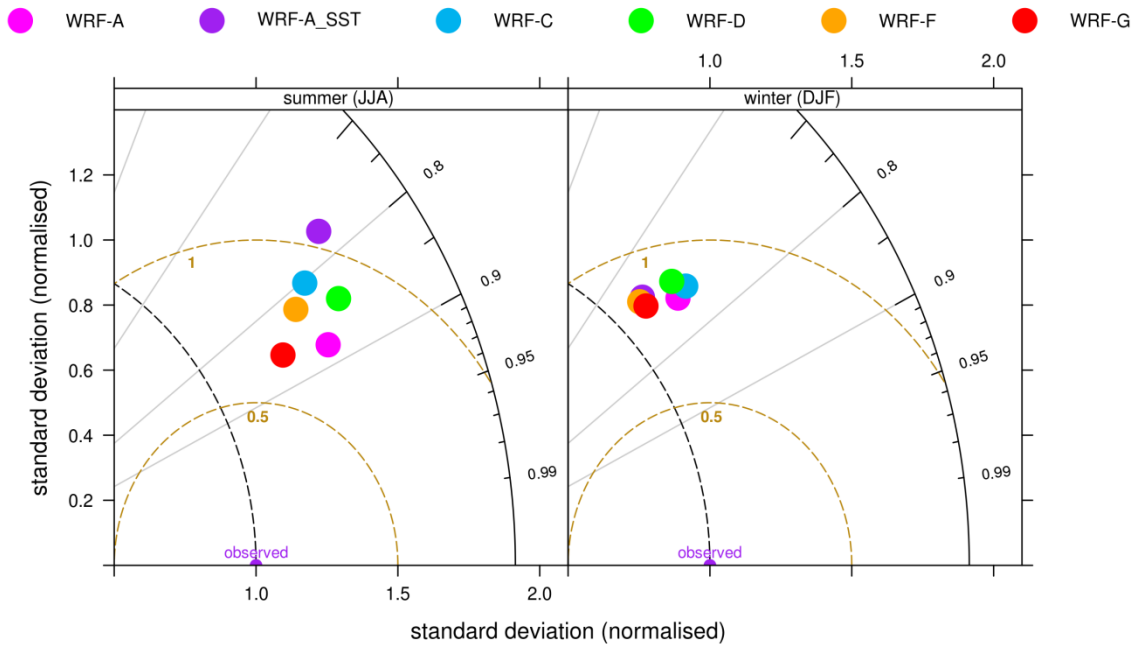 WRF-A WRF-A_SST WRF-C WRF-D WRF-F WRF-G
1.0 1.5 2.0
summer (JJA) winter (DJF)
standard deviation (normalised)
1.2
1.0
0.8
0.6
0.4
0.2
0.8
0.9
0.95
0.99
1
0.5
observed
0.8
0.9
0.95
0.99
1
0.5
observed
1.0 1.5 2.0
standard deviation (normalised)